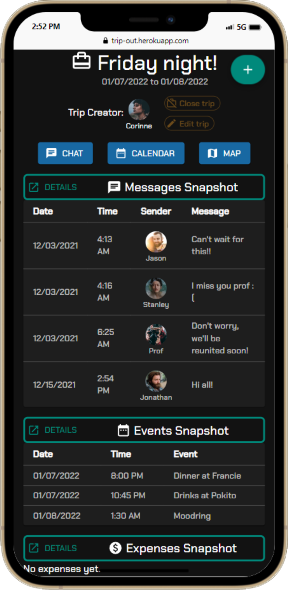 2:52 PM
5G
trip-out.herokuapp.com
Friday night!
01/07/2022 to 01/08/2022
+
Trip Creator:
Corinne
Close trip
Edit trip
CHAT
CALENDAR
MAP
DETAILS
Messages Snapshot
Date Time Sender Message
12/03/2021
4:13
AM
Jason
Can't wait for
this!!
12/03/2021
4:16
AM
Stanley
I miss you prof :
(
12/03/2021
6:25
AM
Prof
Don't worry,
we'll be
reunited soon!
12/15/2021
2:54
PM
Jonathan
Hi all!
DETAILS
Events Snapshot
Date Time Event
01/07/2022 8:00 PM Dinner at Francie
01/07/2022 10:45 PM Drinks at Pokito
01/08/2022 1:30 AM Moodring
DETAILS
Expenses Snapshot
No expenses yet.